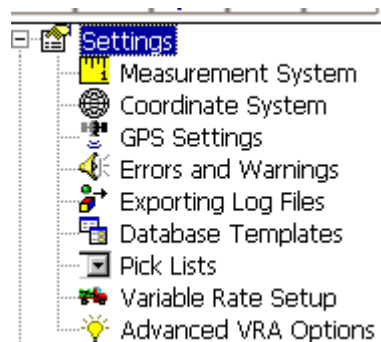 Settings
Measurement System
Coordinate System
GPS Settings
Errors and Warnings
Exporting Log Files
Database Templates
Pick Lists
Variable Rate Setup
Advanced VRA Options